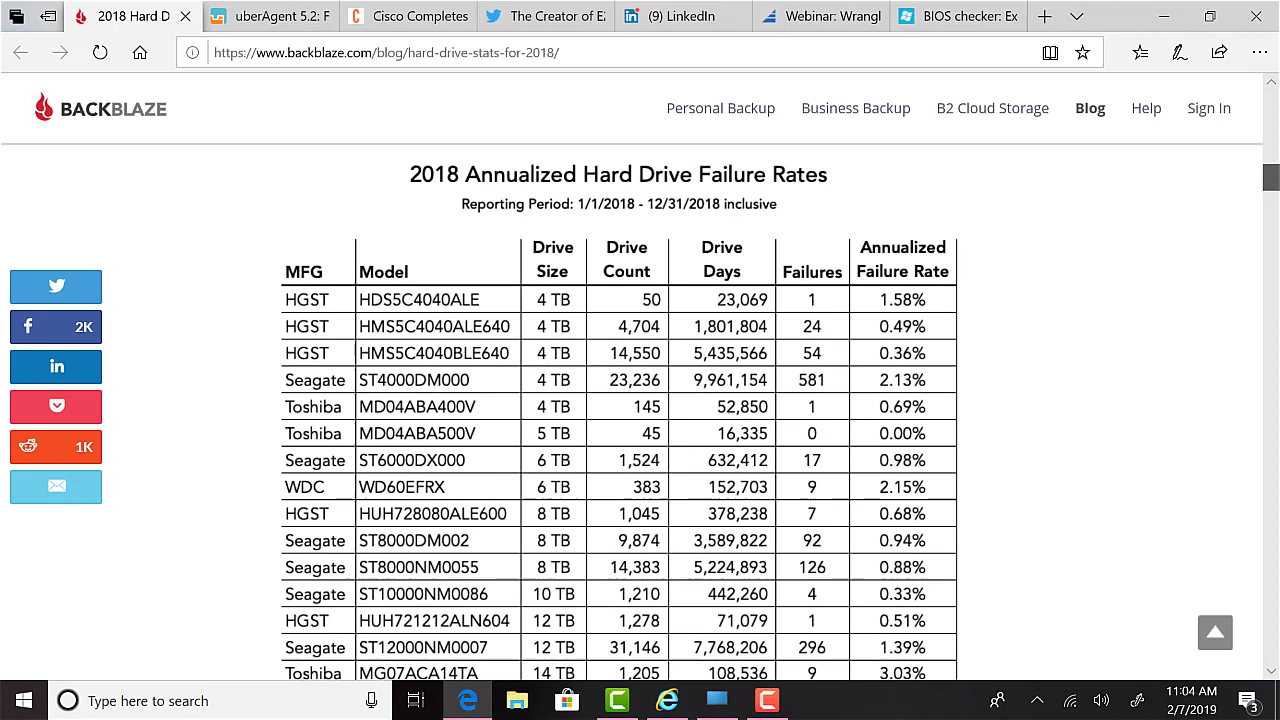 2018 Hard D
uberAgent 5.2: F
Cisco Completes
The Creator of E
(9) LinkedIn
Webinar: Wrangl
BIOS checker: Ex
https://www.backblaze.com/blog/hard-drive-stats-for-2018/
BACKBLAZE
Personal Backup Business Backup B2 Cloud Storage Blog Help Sign In
2018 Annualized Hard Drive Failure Rates
Reporting Period: 1/1/2018 - 12/31/2018 inclusive
MFG Model Drive Size Drive Count Drive Days Failures Annualized Failure Rate
HGST HDS5C4040ALE 4 TB 50 23,069 1 1.58%
HGST HMS5C4040ALE640 4 TB 4,704 1,801,804 24 0.49%
HGST HMS5C4040BLE640 4 TB 14,550 5,435,566 54 0.36%
Seagate ST4000DM000 4 TB 23,236 9,961,154 581 2.13%
Toshiba MD04ABA400V 4 TB 145 52,850 1 0.69%
Toshiba MD04ABA500V 5 TB 45 16,335 0 0.00%
Seagate ST6000DX000 6 TB 1,524 632,412 17 0.98%
WDC WD60EFRX 6 TB 383 152,703 9 2.15%
HGST HUH728080ALE600 8 TB 1,045 378,238 7 0.68%
Seagate ST8000DM002 8 TB 9,874 3,589,822 92 0.94%
Seagate ST8000NM0055 8 TB 14,383 5,224,893 126 0.88%
Seagate ST10000NM0086 10 TB 1,210 442,260 4 0.33%
HGST HUH721212ALN604 12 TB 1,278 71,079 1 0.51%
Seagate ST12000NM0007 12 TB 31,146 7,768,206 296 1.39%
Toshiba MG07ACA14TA 14 TB 1,205 108,536 9 3.03%
2K
1K
Type here to search
11:04 AM
2/7/2019
3